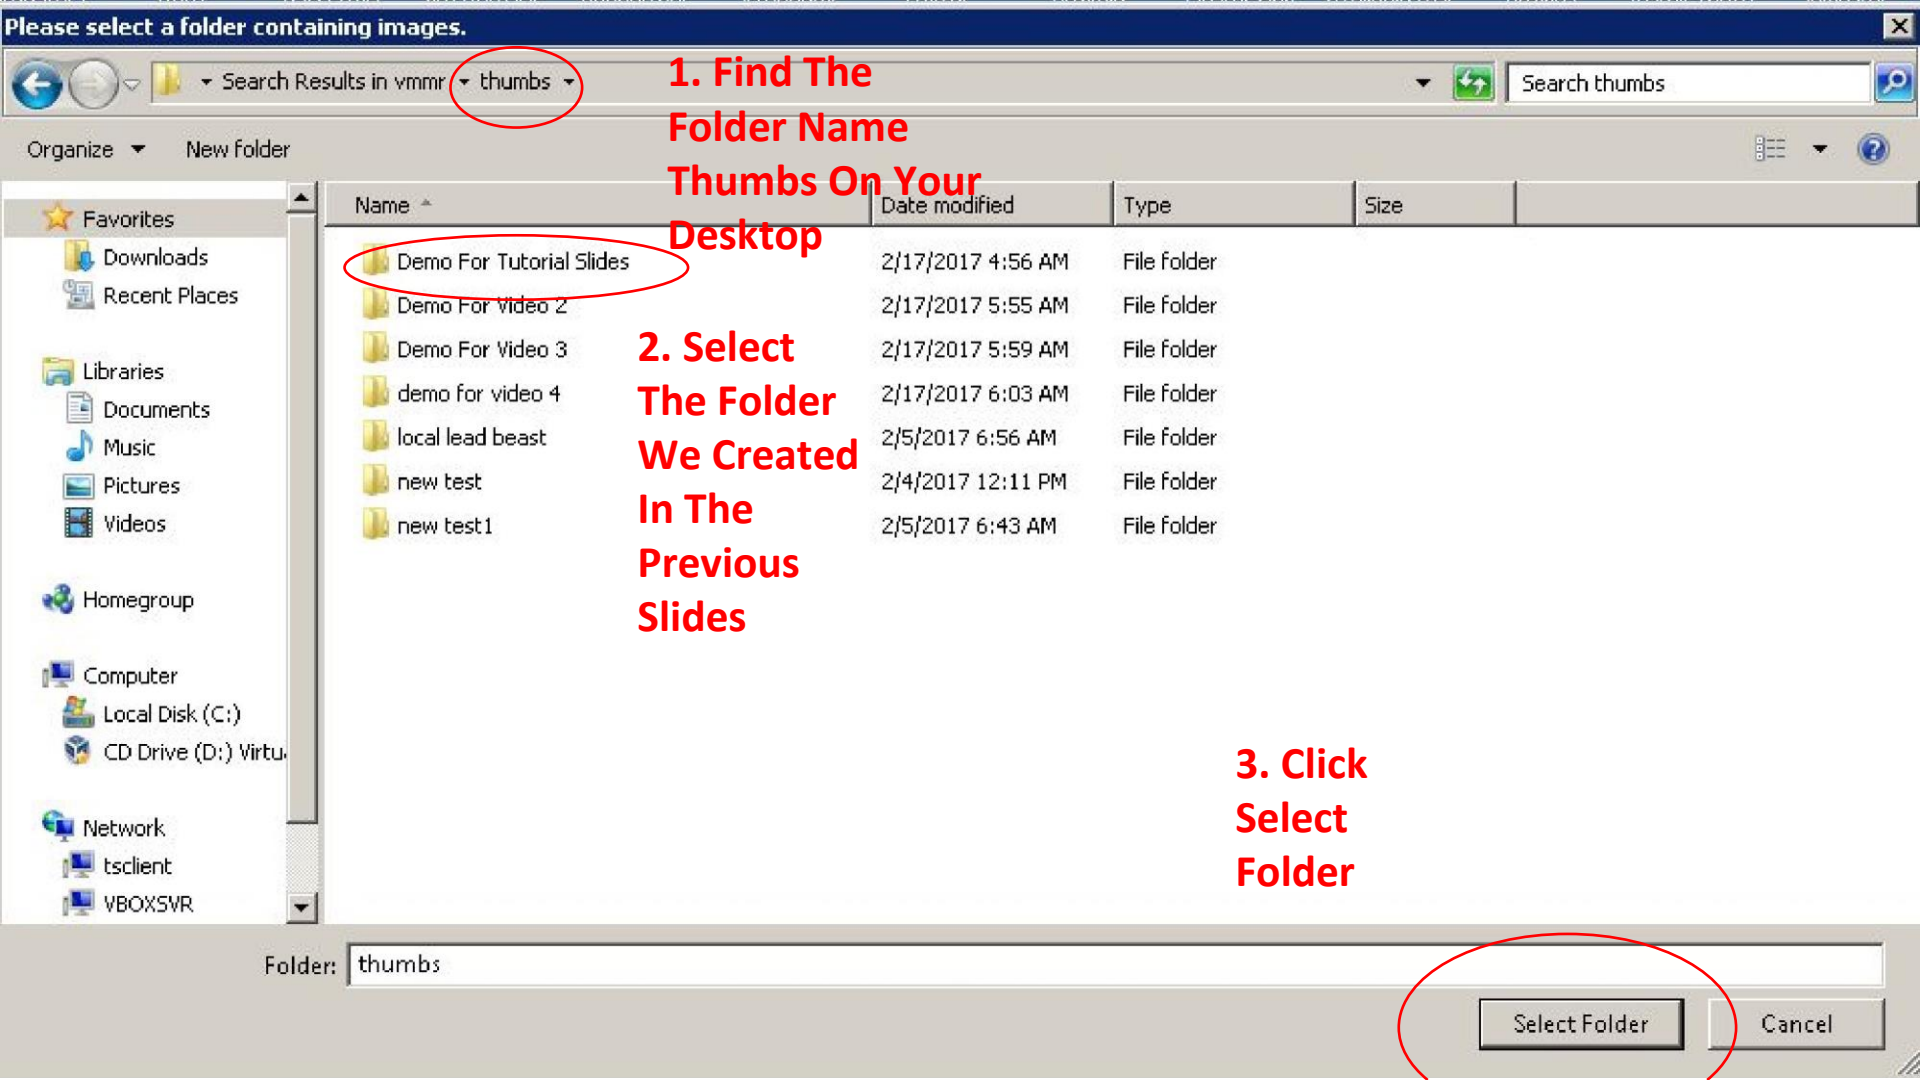 Please select a folder containing images.
Search Results in vmmr thumbs
Search thumbs
1. Find The
Folder Name
Thumbs On Your
Desktop
Organize New folder
Name Date modified Type Size
Favorites
Downloads
Recent Places
Libraries
Documents
Music
Pictures
Videos
Homegroup
Computer
Local Disk (C:)
CD Drive (D:) Virtu
Network
tsclient
VBOXSVR
Demo For Tutorial Slides 2/17/2017 4:56 AM File folder
Demo For Video 2 2/17/2017 5:55 AM File folder
Demo For Video 3 2/17/2017 5:59 AM File folder
demo for video 4 2/17/2017 6:03 AM File folder
local lead beast 2/5/2017 6:56 AM File folder
new test 2/4/2017 12:11 PM File folder
new test1 2/5/2017 6:43 AM File folder
2. Select
The Folder
We Created
In The
Previous
Slides
3. Click
Select
Folder
Folder: thumbs
Select Folder Cancel